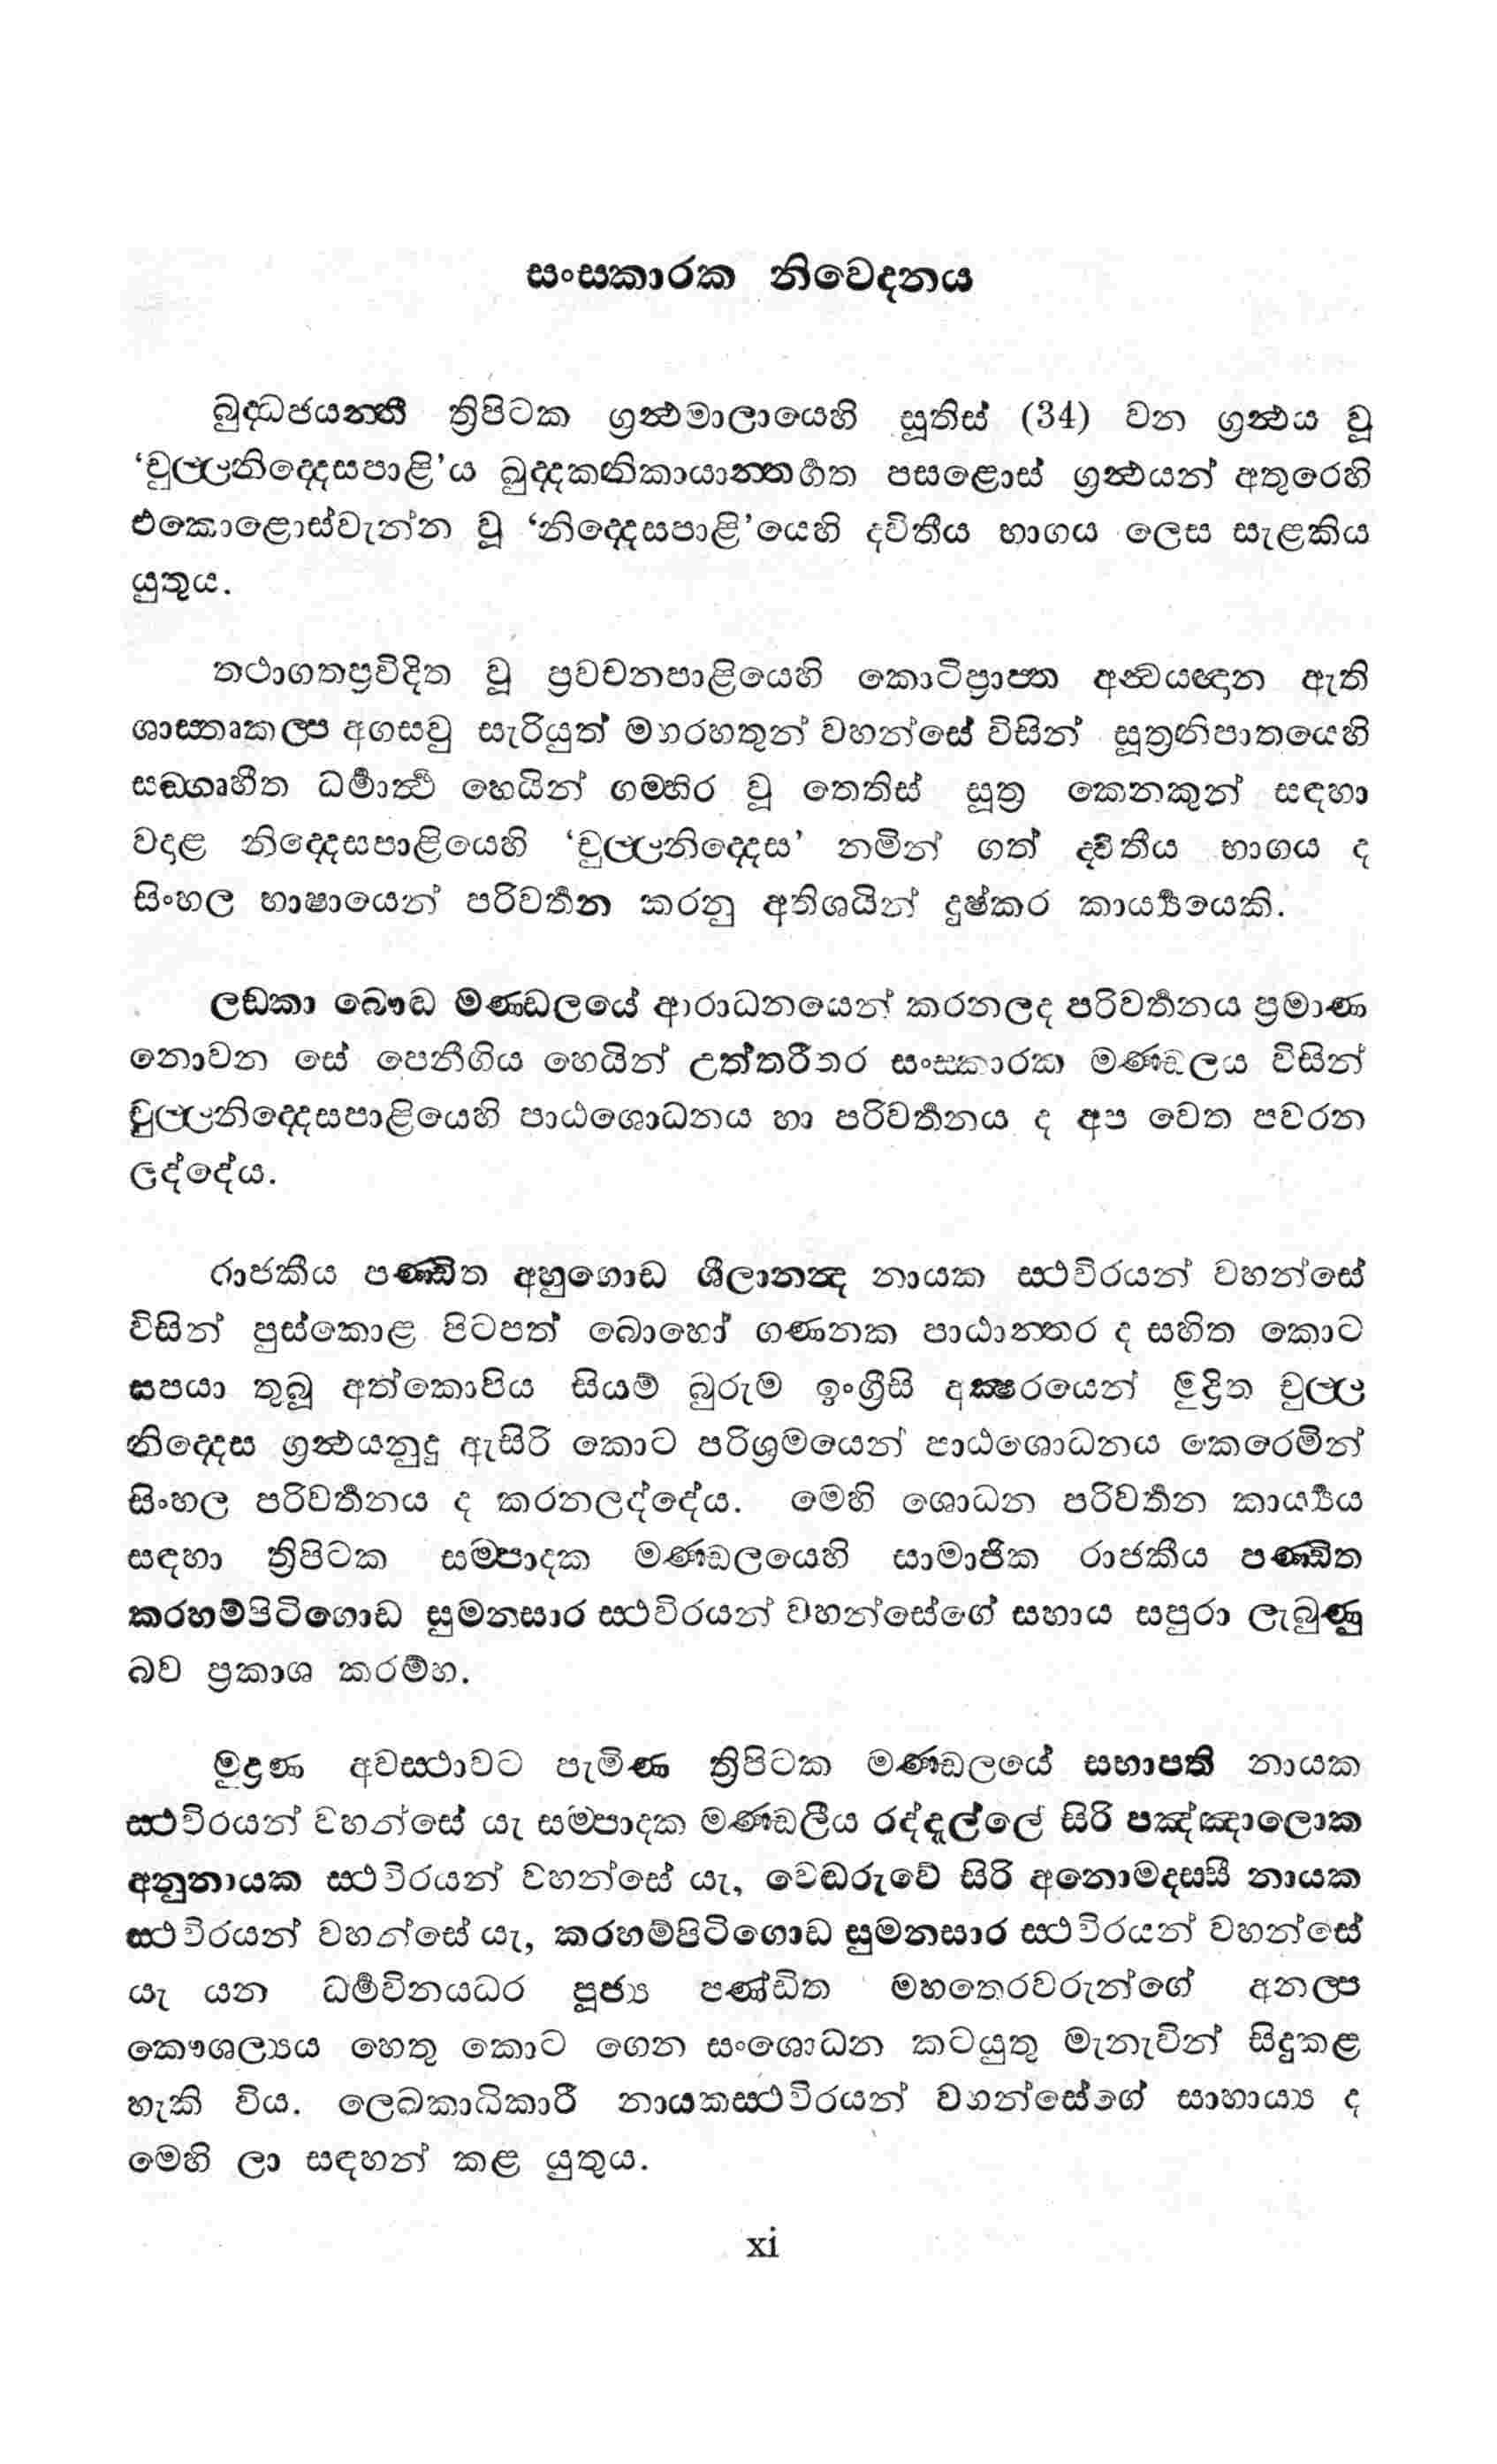 සංස්කාරක නිවේදනය
බුද්ධජයන්තී ත්‍රිපිටක ග්‍රන්ථමාලායෙහි සූතිස් (34) වන ග්‍රන්ථය වූ
‘චුල්ලනිද්දෙසපාළි’ය ඛුද්දකනිකායාන්තර්ගත පසළොස් ග්‍රන්ථයන් අතුරෙහි
එකොළොස්වැන්න වූ ‘නිද්දෙසපාළි’යෙහි ද්විතීය භාගය ලෙස සැළකිය
යුතුය.
තථාගතප්‍රවිදිත වූ ප්‍රවචනපාළියෙහි කොටිප්‍රාප්ත අන්වයඥාන ඇති
ශාස්තෘකල්ප අගසවු සැරියුත් මහරහතුන් වහන්සේ විසින් සූත්‍රනිපාතයෙහි
සඞ්ගෘහීත ධර්මාර්ථ හෙයින් ගම්භිර වූ තෙතිස් සූත්‍ර කෙනකුන් සඳහා
වදාළ නිද්දෙසපාළියෙහි ‘චුල්ලනිද්දෙස’ නමින් ගත් ද්විතීය භාගය ද
සිංහල භාෂායෙන් පරිවර්තන කරනු අතිශයින් දුෂ්කර කාර්‍ය්‍යයෙකි.
ලඞ්කා බෞද්ධ මණ්ඩලයේ ආරාධනයෙන් කරනලද පරිවර්තනය ප්‍රමාණ
නොවන සේ පෙනීගිය හෙයින් උත්තරීතර සංස්කාරක මණ්ඩලය විසින්
චුල්ලනිද්දෙසපාළියෙහි පාඨශොධනය හා පරිවර්තනය ද අප වෙත පවරන
ලද්දේය.
රාජකීය පණ්ඩිත අහුගොඩ ශීලානන්ද නායක ස්ථවිරයන් වහන්සේ
විසින් පුස්කොළ පිටපත් බොහෝ ගණනක පාඨාන්තර ද සහිත කොට
සපයා තුබූ අත්කොපිය සියම් බුරුම ඉංග්‍රීසි අක්ෂරයෙන් මුද්‍රිත චුල්ල
නිද්දෙස ග්‍රන්ථයනුදු ඇසිරි කොට පරිශ්‍රමයෙන් පාඨශොධනය කෙරෙමින්
සිංහල පරිවර්තනය ද කරනලද්දේය. මෙහි ශොධන පරිවර්තන කාර්‍ය්‍යය
සඳහා ත්‍රිපිටක සම්පාදක මණ්ඩලයෙහි සාමාජික රාජකීය පණ්ඩිත
කරහම්පිටිගොඩ සුමනසාර ස්ථවිරයන් වහන්සේගේ සහාය සපුරා ලැබුණු
බව ප්‍රකාශ කරම්හ.
මුද්‍රණ අවස්ථාවට පැමිණ ත්‍රිපිටක මණ්ඩලයේ සභාපති නායක
ස්ථවිරයන් වහන්සේ යැ සම්පාදක මණ්ඩලීය රද්දැල්ලේ සිරි පඤ්ඤාලොක
අනුනායක ස්ථවිරයන් වහන්සේ යැ, වෙඬරුවේ සිරි අනොමදස්සී නායක
ස්ථවිරයන් වහන්සේ යැ, කරහම්පිටිගොඩ සුමනසාර ස්ථවිරයන් වහන්සේ
යැ යන ධර්මවිනයධර පූජ්‍ය පණ්ඩිත මහතෙරවරුන්ගේ අනල්ප
කෞශල්‍යය හෙතු කොට ගෙන සංශොධන කටයුතු මැනැවින් සිදුකළ
හැකි විය. ලෙඛකාධිකාරී නායකස්ථවිරයන් වහන්සේගේ සාහාය්‍ය ද
මෙහි ලා සඳහන් කළ යුතුය.
xi